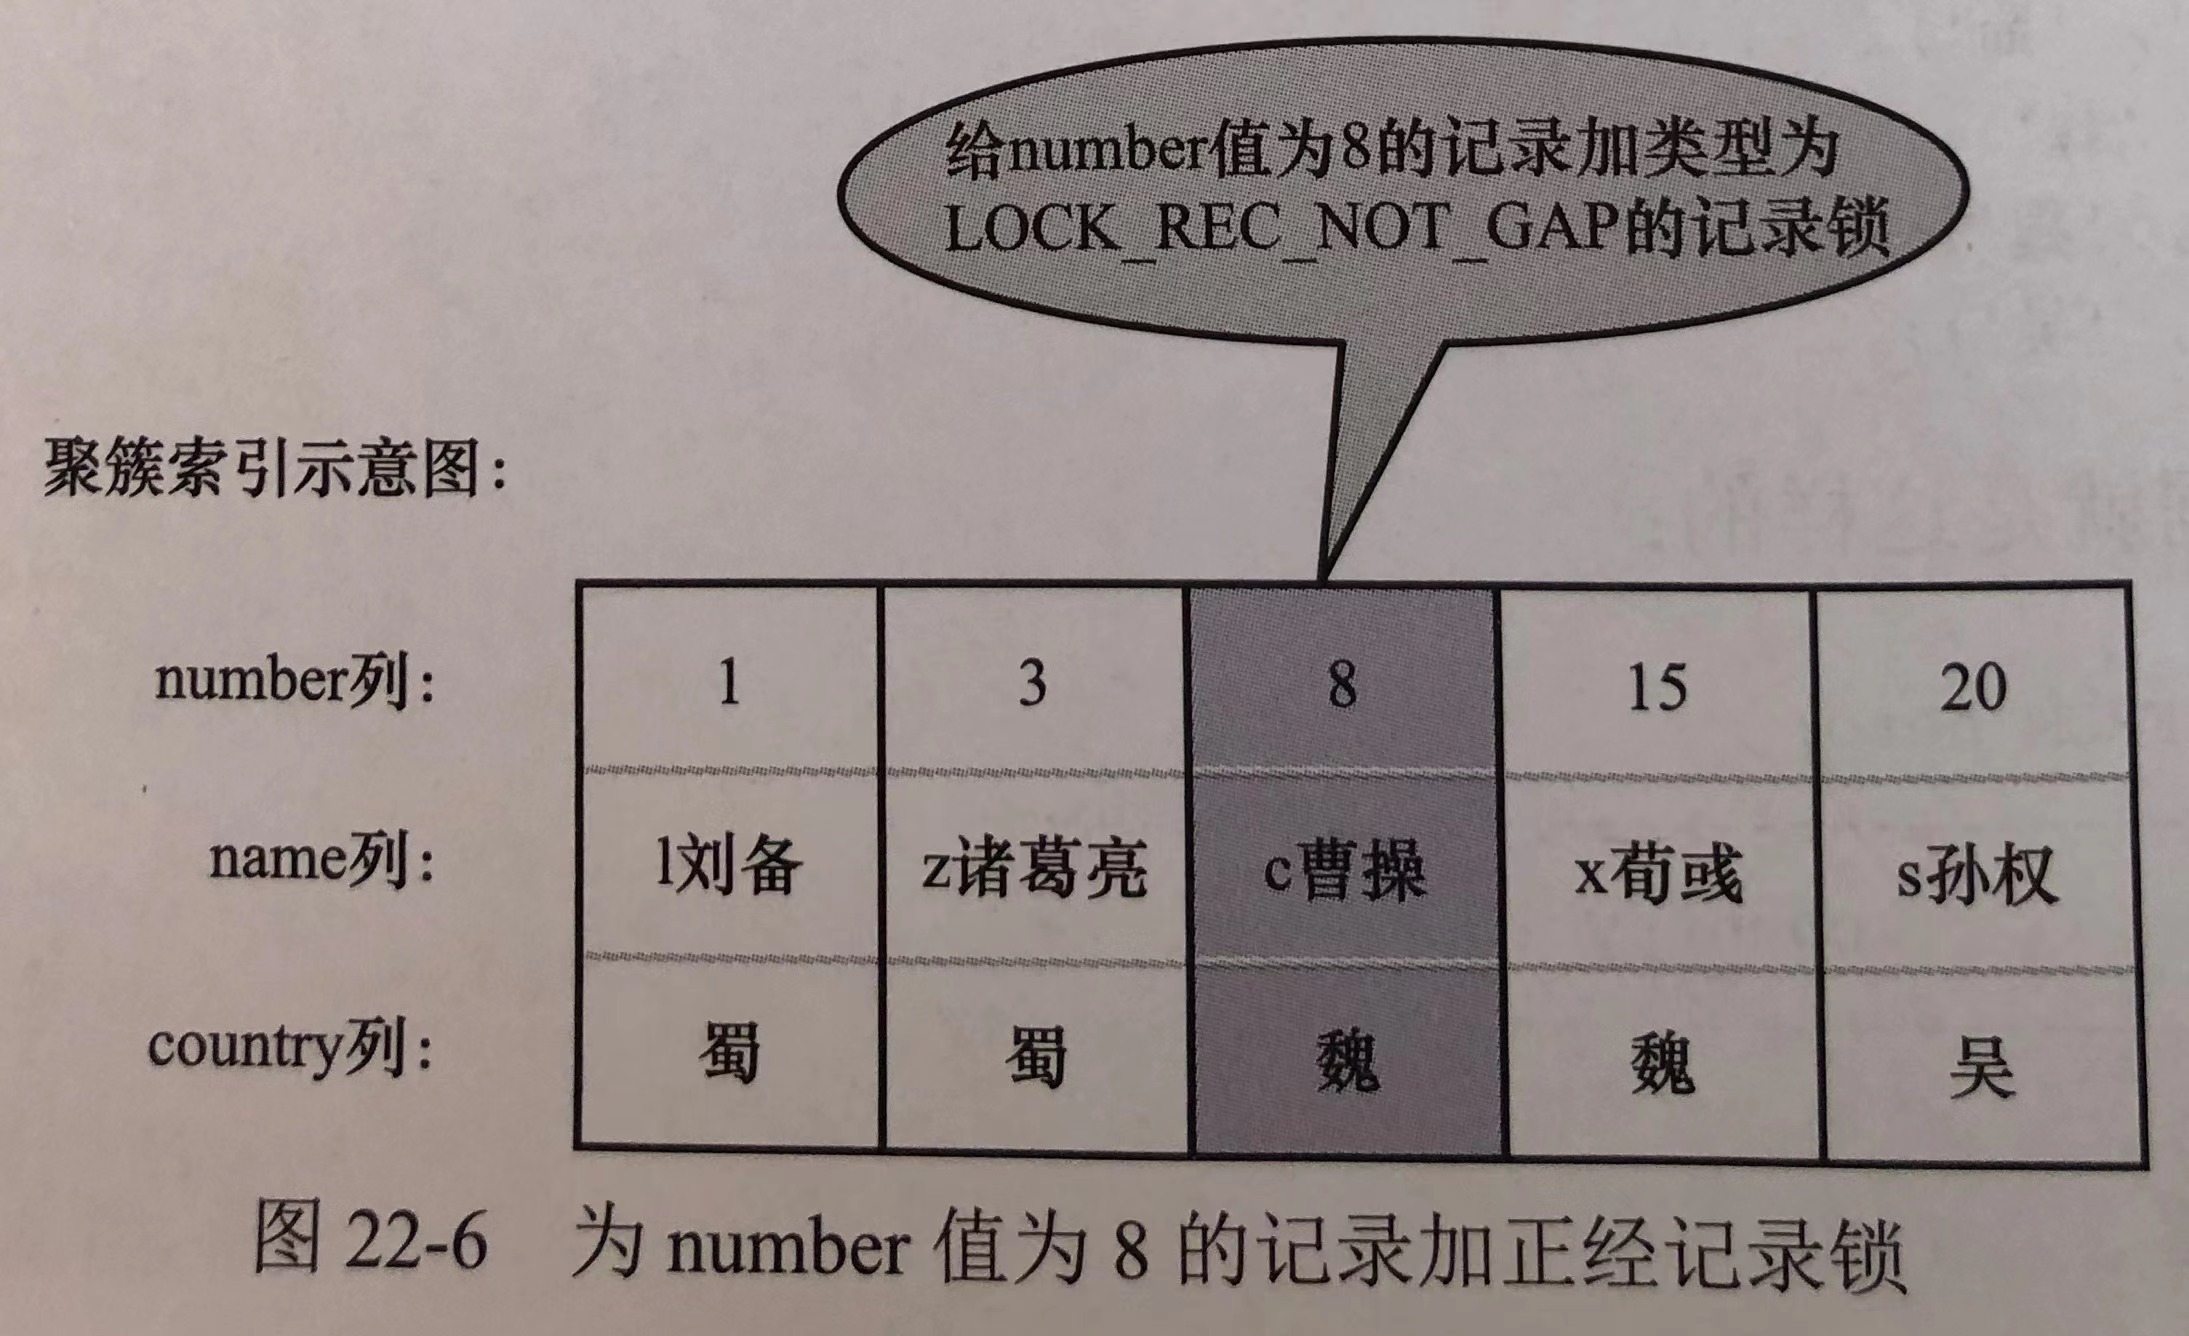 给number值为8的记录加类型为
LOCK_REC_NOT_GAP的记录锁
聚簇索引示意图：
number列： 1 3 8 15 20
name列： l刘备 z诸葛亮 c曹操 x荀彧 s孙权
country列： 蜀 蜀 魏 魏 吴
图 22-6 为 number 值为 8 的记录加正经记录锁